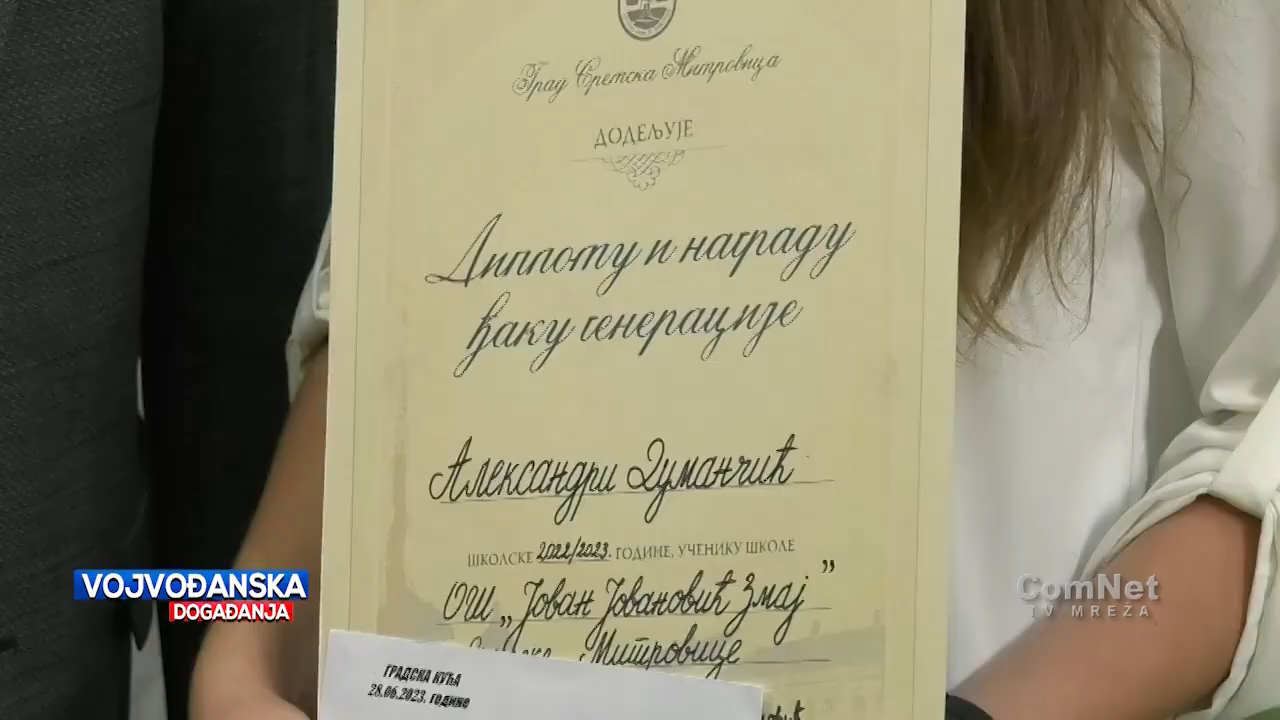 Град Сремска Митровица
ДОДЕЉУЈЕ
Диплому и награду
ђаку генерације
Александри Думанчић
ШКОЛСКЕ 2022/2023. ГОДИНЕ, УЧЕНИКУ ШКОЛЕ
ОШ „Јован Јовановић Змај"
Митровице
ГРАДСКА КУЋА
28.06.2023. ГОДИНЕ
VOJVOĐANSKA
DOGAĐANJA
ComNet
TV MREŽA